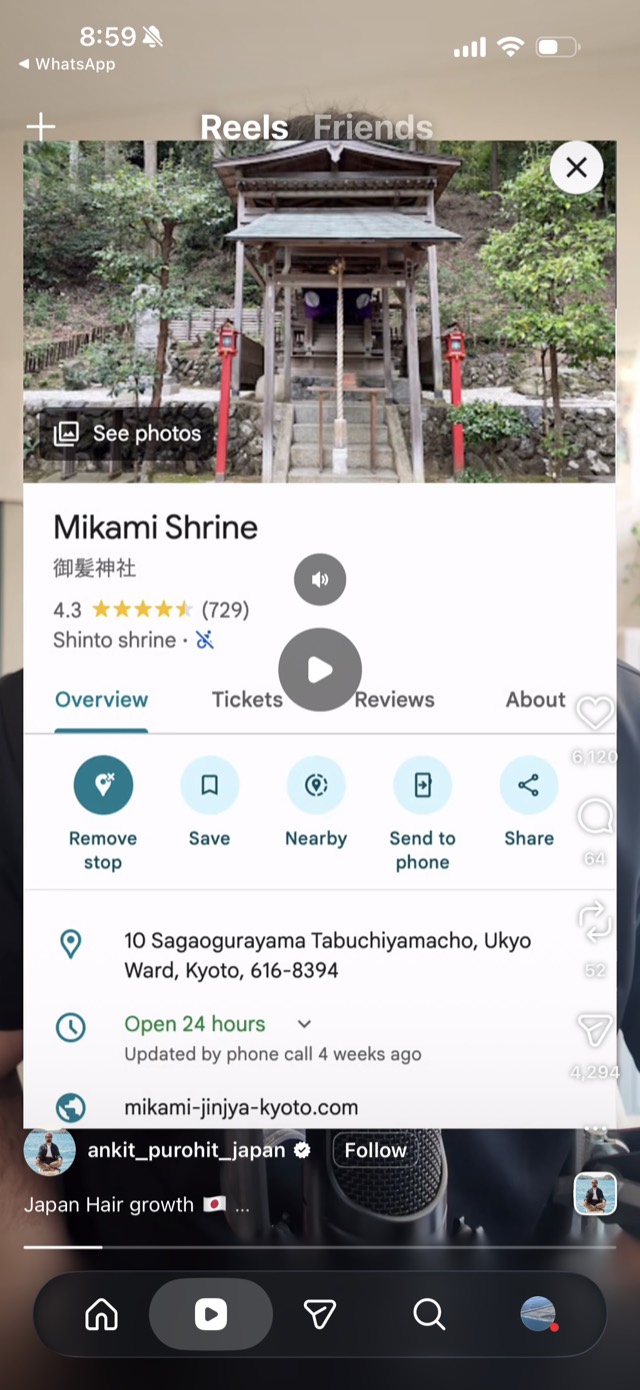 8:59
◀ WhatsApp
Reels Friends
See photos
Mikami Shrine
御髪神社
4.3 (729)
Shinto shrine ·
Overview Tickets Reviews About
Remove stop
Save
Nearby
Send to phone
Share
6,120
64
52
4,294
10 Sagaogurayama Tabuchiyamacho, Ukyo
Ward, Kyoto, 616-8394
Open 24 hours
Updated by phone call 4 weeks ago
mikami-jinjya-kyoto.com
ankit_purohit_japan Follow
Japan Hair growth 🇯🇵 ...